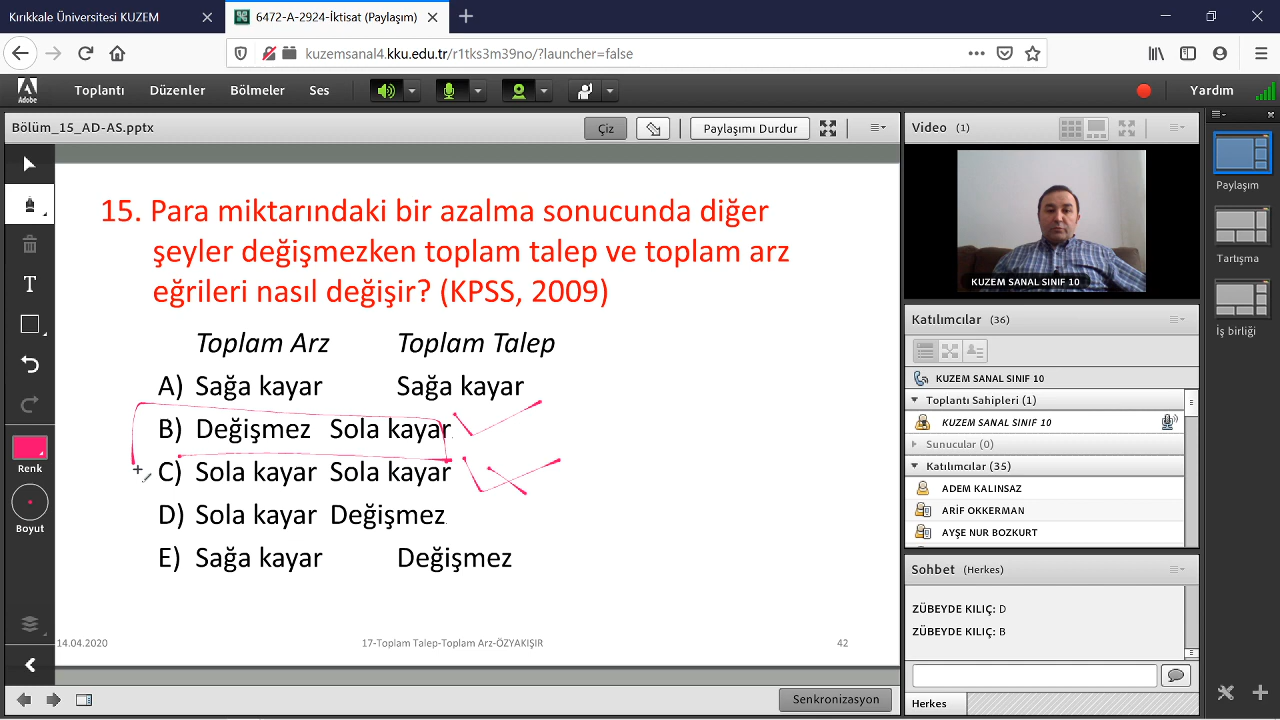 Kırıkkale Üniversitesi KUZEM
6472-A-2924-İktisat (Paylaşım)
kuzemsanal4.kku.edu.tr/r1tks3m39no/?launcher=false
Adobe
Toplantı
Düzenler
Bölmeler
Ses
Yardım
Bölüm_15_AD-AS.pptx
Çiz
Paylaşımı Durdur
Renk
Boyut
15. Para miktarındaki bir azalma sonucunda diğer
şeyler değişmezken toplam talep ve toplam arz
eğrileri nasıl değişir? (KPSS, 2009)
Toplam Arz Toplam Talep
A) Sağa kayar Sağa kayar
B) Değişmez Sola kayar
C) Sola kayar Sola kayar
D) Sola kayar Değişmez
E) Sağa kayar Değişmez
14.04.2020
17-Toplam Talep-Toplam Arz-ÖZYAKIŞIR
42
Senkronizasyon
Video (1)
KUZEM SANAL SINIF 10
Katılımcılar (36)
KUZEM SANAL SINIF 10
Toplantı Sahipleri (1)
KUZEM SANAL SINIF 10
Sunucular (0)
Katılımcılar (35)
ADEM KALINSAZ
ARİF OKKERMAN
AYŞE NUR BOZKURT
Sohbet (Herkes)
ZÜBEYDE KILIÇ: D
ZÜBEYDE KILIÇ: B
Herkes
Paylaşım
Tartışma
İş birliği